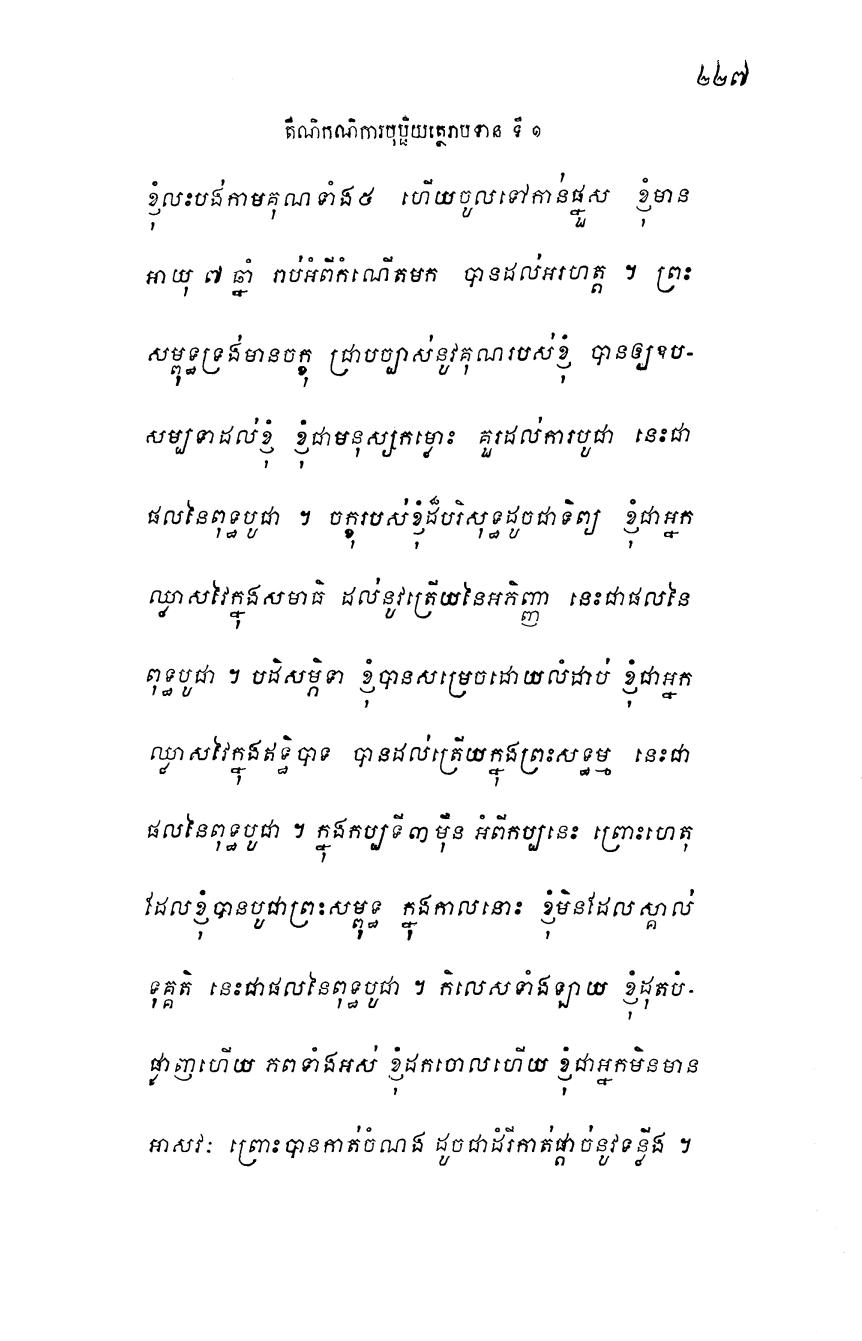 ២២៧
តីណិកណិការបុប្ផិយត្ថេរាបទាន ទី ១
ខ្ញុំលះបង់កាមគុណទាំង៥ ហើយចូលទៅកាន់ផ្នួស ខ្ញុំមាន
អាយុ ៧ ឆ្នាំ រាប់អំពីកំណើតមក បានដល់អរហត្ត ។ ព្រះ
សម្ពុទ្ធទ្រង់មានចក្ខុ ជ្រាបច្បាស់នូវគុណរបស់ខ្ញុំ បានឲ្យឧប-
សម្បទាដល់ខ្ញុំ ខ្ញុំជាមនុស្សកម្លោះ គួរដល់ការបូជា នេះជា
ផលនៃពុទ្ធបូជា ។ ចក្ខុរបស់ខ្ញុំដ៏បរិសុទ្ធដូចជាទិព្យ ខ្ញុំជាអ្នក
ឈ្លាសវៃក្នុងសមាធិ ដល់នូវត្រើយនៃអភិញ្ញា នេះជាផលនៃ
ពុទ្ធបូជា ។ បដិសម្ភិទា ខ្ញុំបានសម្រេចដោយលំដាប់ ខ្ញុំជាអ្នក
ឈ្លាសវៃក្នុងឥទ្ធិបាទ បានដល់ត្រើយក្នុងព្រះសទ្ធម្ម នេះជា
ផលនៃពុទ្ធបូជា ។ ក្នុងកប្បទី៣ ម៉ឺន អំពីកប្បនេះ ព្រោះហេតុ
ដែលខ្ញុំបានបូជាព្រះសម្ពុទ្ធ ក្នុងកាលនោះ ខ្ញុំមិនដែលស្គាល់
ទុគ្គតិ នេះជាផលនៃពុទ្ធបូជា ។ កិលេសទាំងឡាយ ខ្ញុំដុតបំ-
ផ្លាញហើយ ភពទាំងអស់ ខ្ញុំដកចោលហើយ ខ្ញុំជាអ្នកមិនមាន
អាសវៈ ព្រោះបានកាត់ចំណង ដូចជាដំរីកាត់ផ្តាច់នូវទន្លីង ។